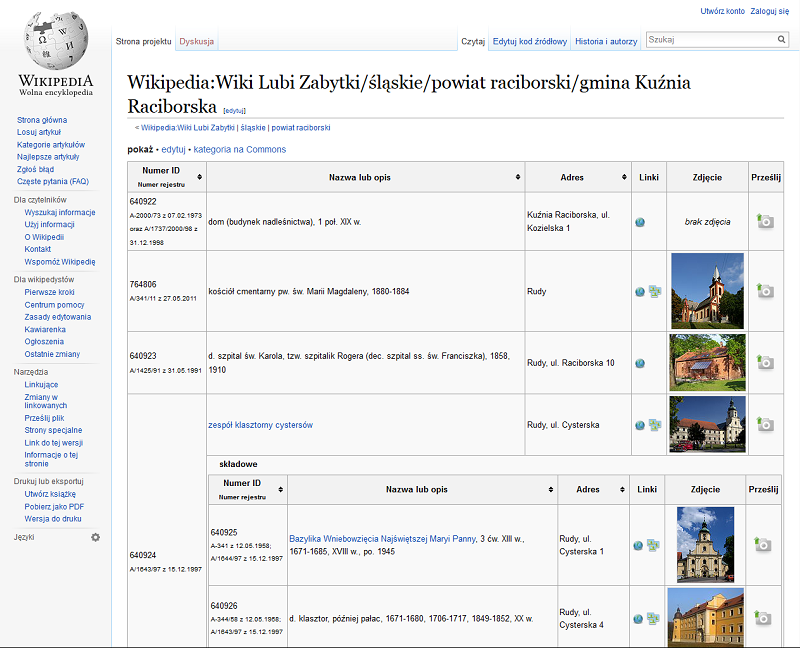 Utwórz konto Zaloguj się
WIKIPEDIA
Wolna encyklopedia
Strona projektu Dyskusja Czytaj Edytuj kod źródłowy Historia i autorzy Szukaj
Strona główna
Losuj artykuł
Kategorie artykułów
Najlepsze artykuły
Zgłoś błąd
Częste pytania (FAQ)
Dla czytelników
Wyszukaj informacje
Użyj informacji
O Wikipedii
Kontakt
Wspomóż Wikipedię
Dla wikipedystów
Pierwsze kroki
Centrum pomocy
Zasady edytowania
Kawiarenka
Ogłoszenia
Ostatnie zmiany
Narzędzia
Linkujące
Zmiany w
linkowanych
Prześlij plik
Strony specjalne
Link do tej wersji
Informacje o tej
stronie
Drukuj lub eksportuj
Utwórz książkę
Pobierz jako PDF
Wersja do druku
Języki
Wikipedia:Wiki Lubi Zabytki/śląskie/powiat raciborski/gmina Kuźnia
Raciborska [edytuj]
< Wikipedia:Wiki Lubi Zabytki | śląskie | powiat raciborski
pokaż • edytuj • kategoria na Commons
Numer ID
Numer rejestru
Nazwa lub opis Adres Linki Zdjęcie Prześlij
640922
A-2000/73 z 07.02.1973
oraz A/1737/2000/98 z
31.12.1998
dom (budynek nadleśnictwa), 1 poł. XIX w.
Kuźnia Raciborska, ul.
Kozielska 1
brak zdjęcia
764806
A/341/11 z 27.05.2011
kościół cmentarny pw. św. Marii Magdaleny, 1880-1884
Rudy
640923
A/1425/91 z 31.05.1991
d. szpital św. Karola, tzw. szpitalik Rogera (dec. szpital ss. św. Franciszka), 1858,
1910
Rudy, ul. Raciborska 10
640924
A/1643/97 z 15.12.1997
zespół klasztorny cystersów
Rudy, ul. Cysterska
składowe
Numer ID
Numer rejestru
Nazwa lub opis Adres Linki Zdjęcie Prześlij
640925
A-341 z 12.05.1958;
A/1644/97 z 15.12.1997
Bazylika Wniebowzięcia Najświętszej Maryi Panny, 3 ćw. XIII w.,
1671-1685, XVIII w., po. 1945
Rudy, ul.
Cysterska 1
640926
A-344/58 z 12.05.1958;
A/1643/97 z 15.12.1997
d. klasztor, później pałac, 1671-1680, 1706-1717, 1849-1852, XX w.
Rudy, ul.
Cysterska 4